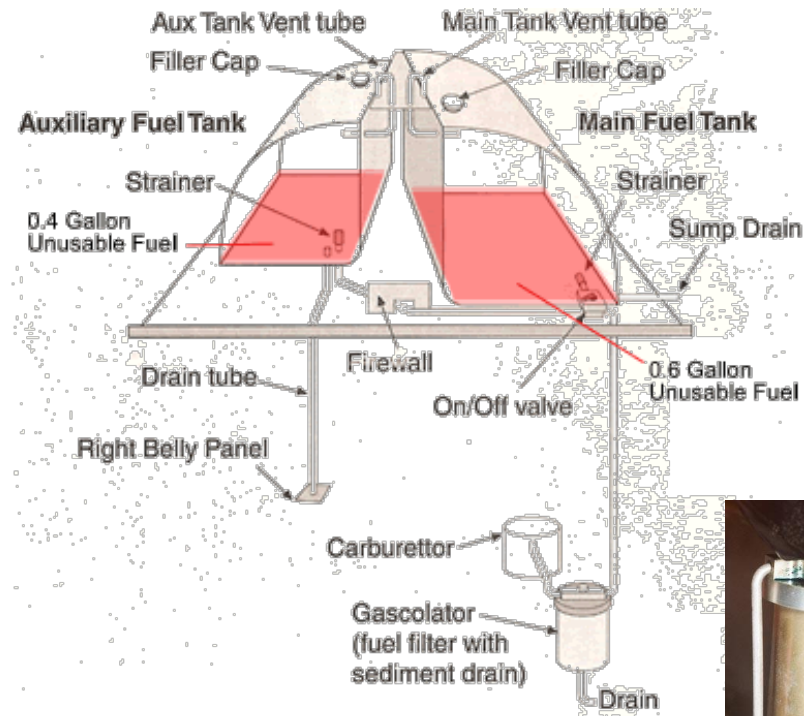 Aux Tank Vent tube
Main Tank Vent tube
Filler Cap
Filler Cap
Auxiliary Fuel Tank
Main Fuel Tank
Strainer
Strainer
0.4 Gallon
Unusable Fuel
Sump Drain
Firewall
0.6 Gallon
Unusable Fuel
Drain tube
On/Off valve
Right Belly Panel
Carburettor
Gascolator
(fuel filter with
sediment drain)
Drain